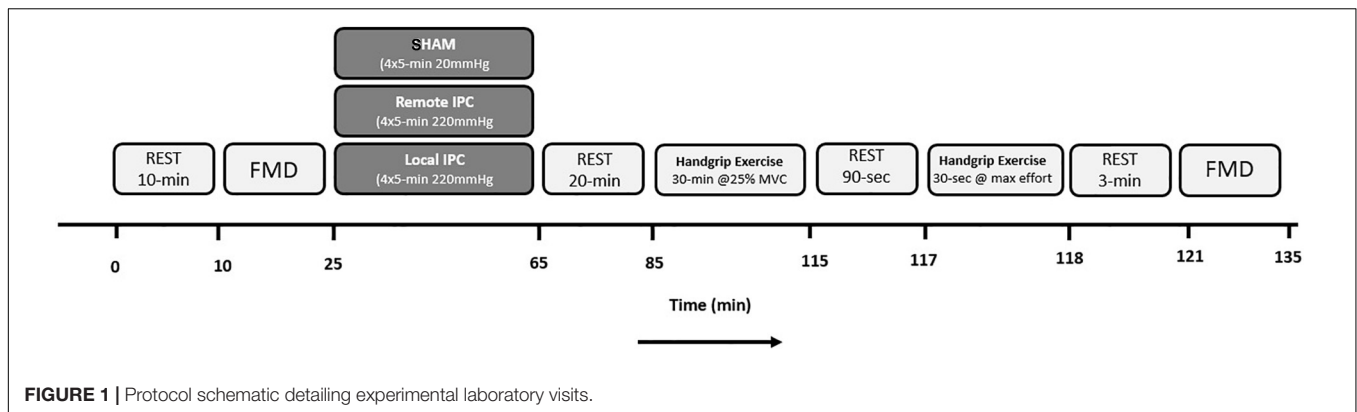 SHAM
(4x5-min 20mmHg
Remote IPC
(4x5-min 220mmHg
Local IPC
(4x5-min 220mmHg
REST
10-min
FMD
REST
20-min
Handgrip Exercise
30-min @25% MVC
REST
90-sec
Handgrip Exercise
30-sec @ max effort
REST
3-min
FMD
0
10
25
65
85
115
117
118
121
135
Time (min)
FIGURE 1 | Protocol schematic detailing experimental laboratory visits.